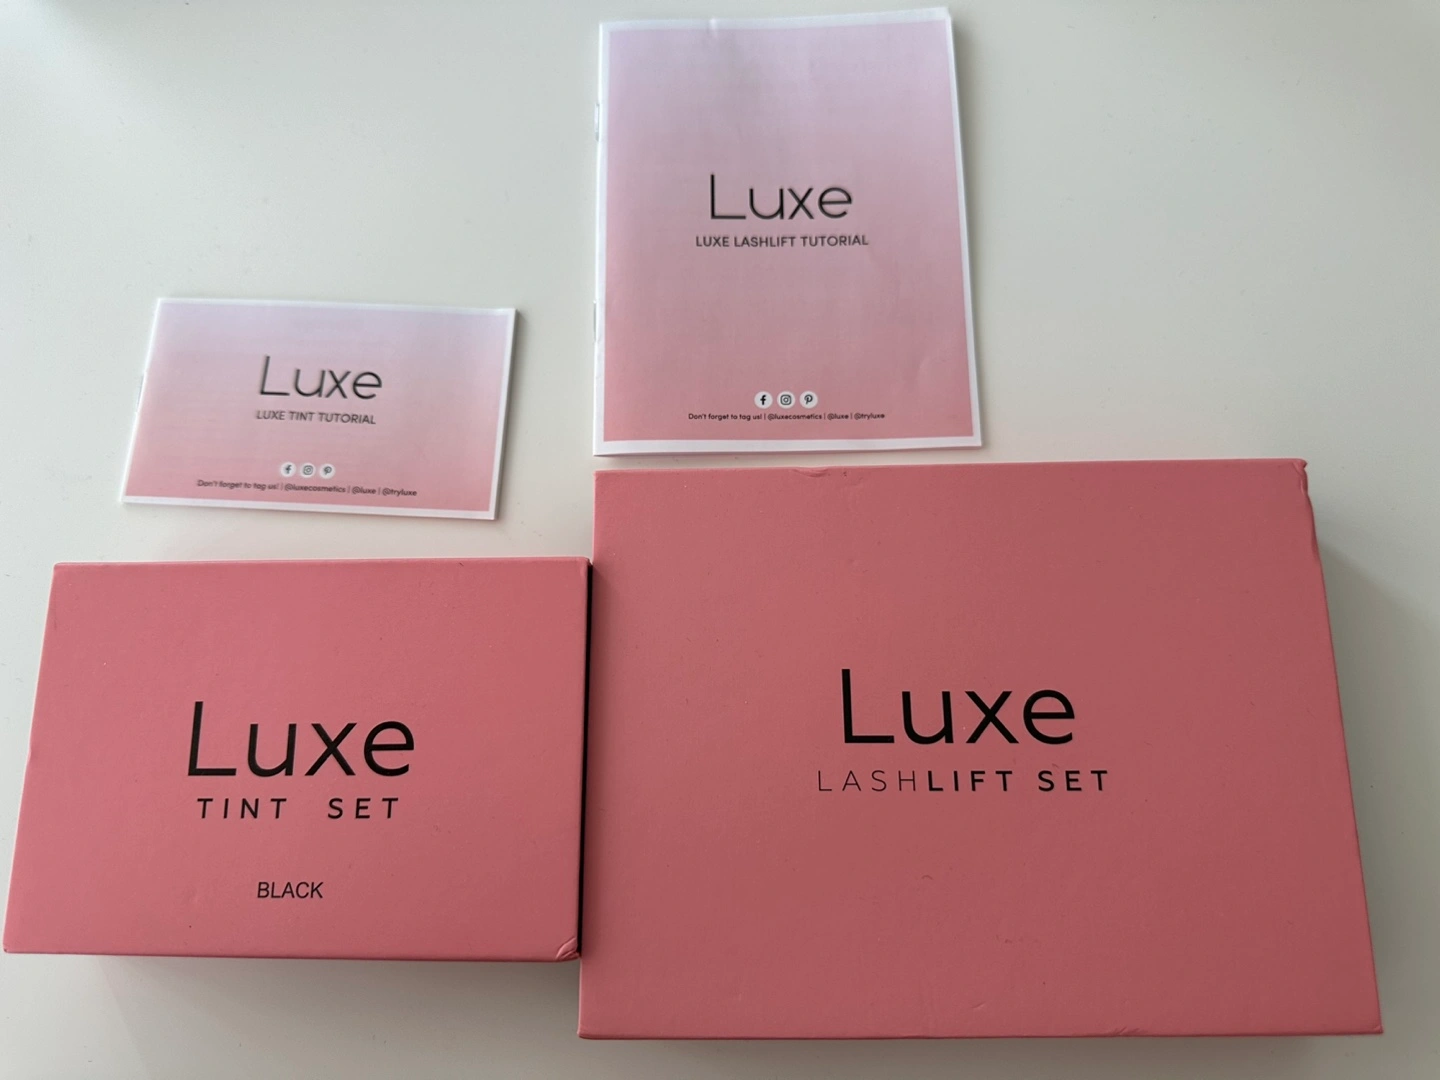 Luxe
LUXE LASHLIFT TUTORIAL
Don't forget to tag us! | @luxecosmetics | @luxe | @tryluxe
Luxe
LUXE TINT TUTORIAL
Don't forget to tag us! | @luxecosmetics | @luxe | @tryluxe
Luxe
TINT SET
BLACK
Luxe
LASHLIFT SET